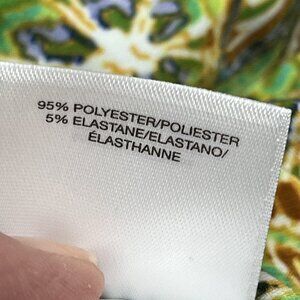 95% POLYESTER/POLIESTER
5% ELASTANE/ELASTANO/
ÉLASTHANNE